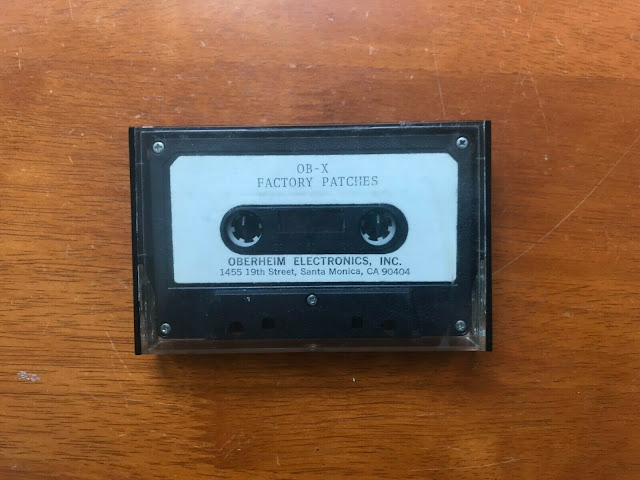 OB-X
FACTORY PATCHES
OBERHEIM ELECTRONICS, INC.
1455 19th Street, Santa Monica, CA 90404